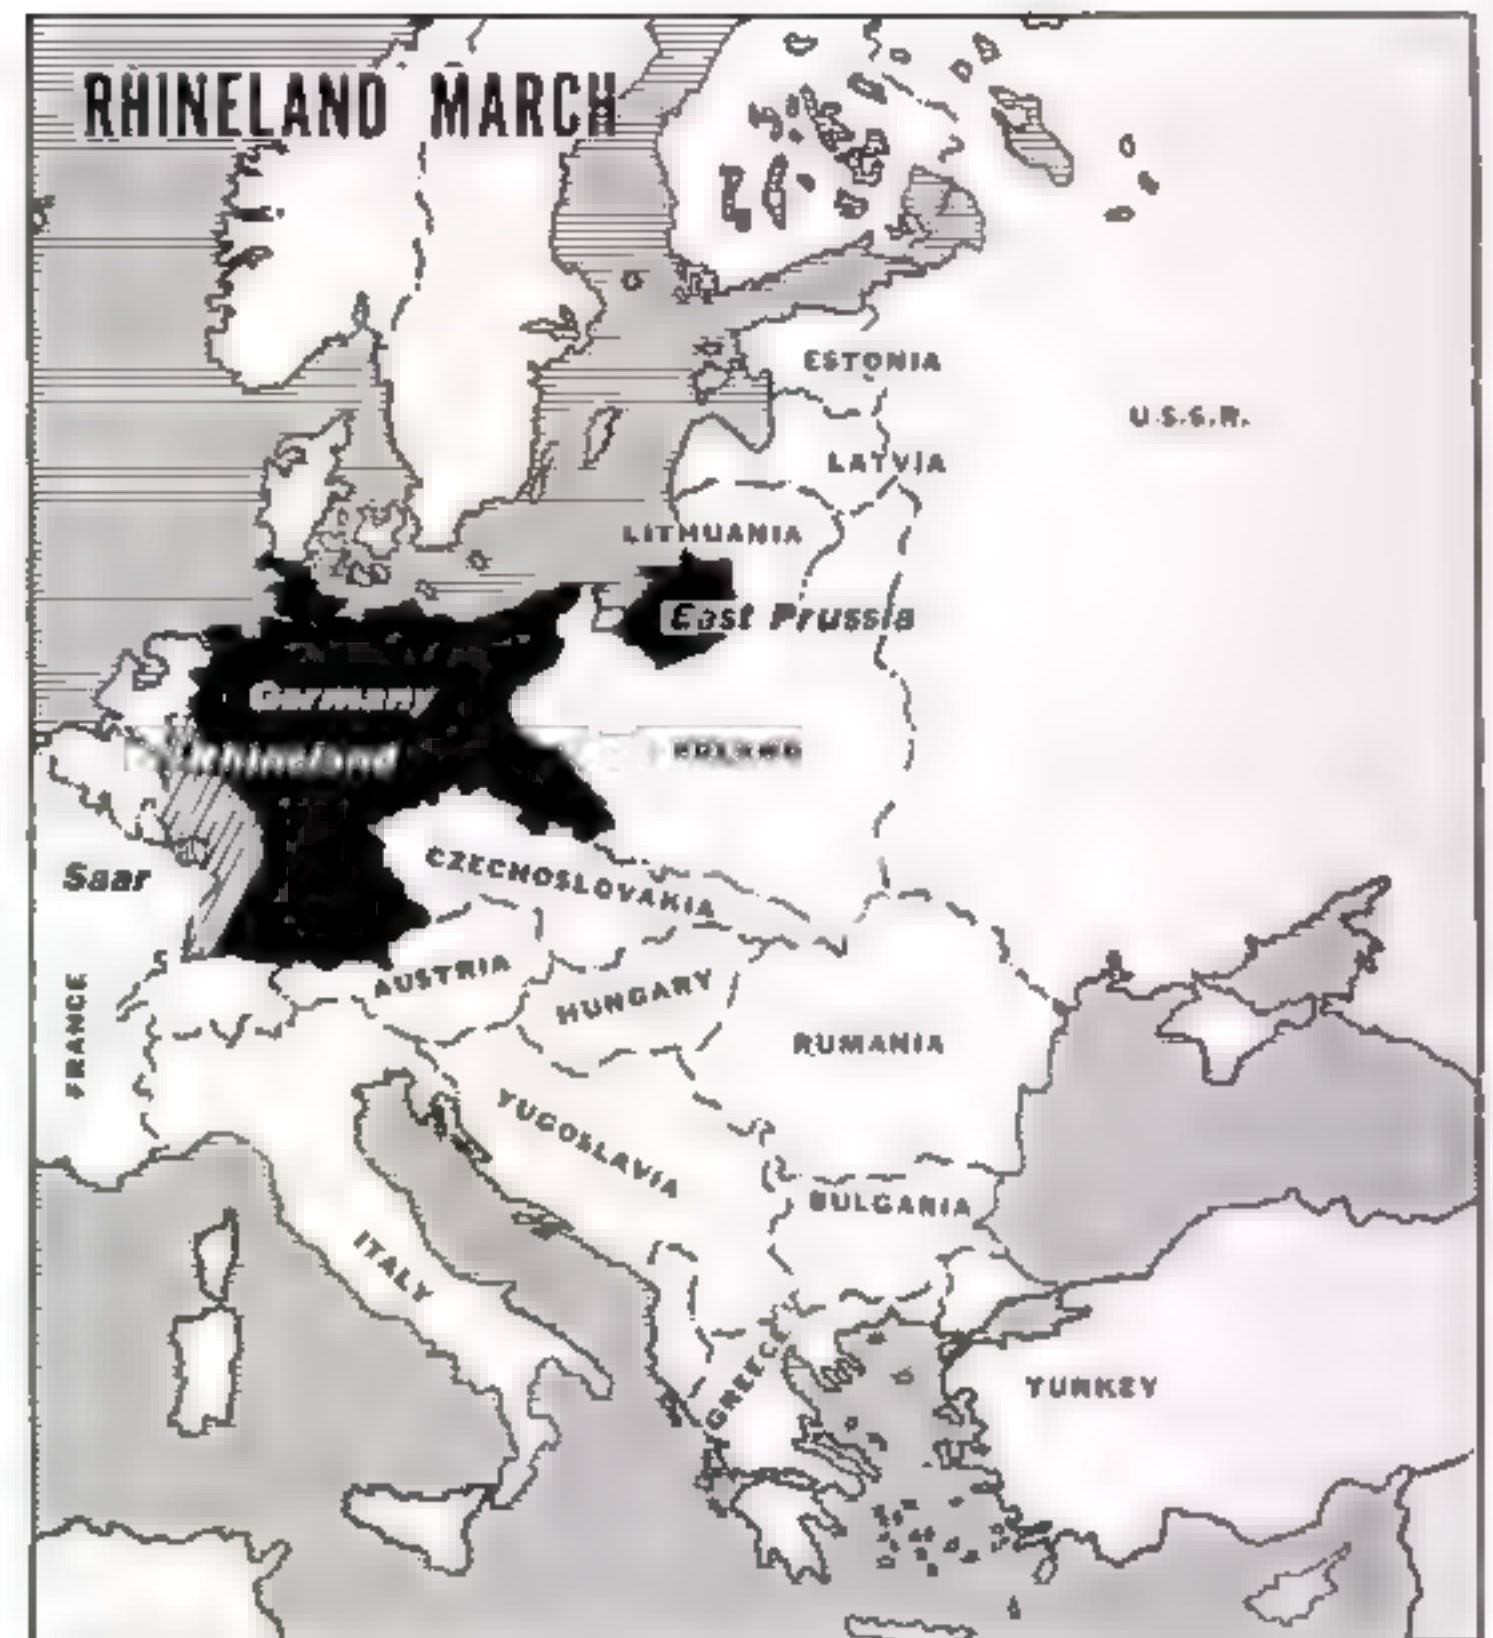 RHINELAND MARCH
ESTONIA
U.S.S.R.
LATVIA
LITHUANIA
East Prussia
Germany
Rhineland
POLAND
CZECHOSLOVAKIA
Saar
AUSTRIA
HUNGARY
FRANCE
RUMANIA
YUGOSLAVIA
BULGARIA
ITALY
GREECE
TURKEY